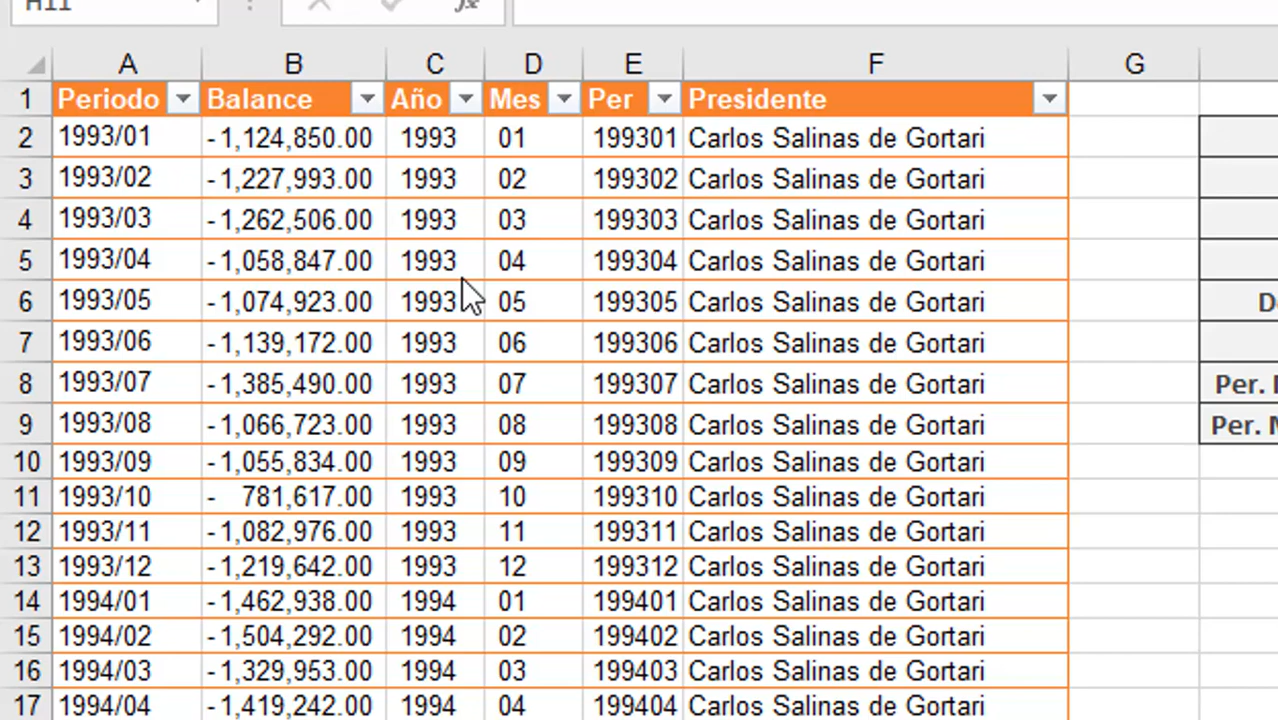 H11 fx
A B C D E F G
1 Periodo Balance Año Mes Per Presidente
2 1993/01 -1,124,850.00 1993 01 199301 Carlos Salinas de Gortari
3 1993/02 -1,227,993.00 1993 02 199302 Carlos Salinas de Gortari
4 1993/03 -1,262,506.00 1993 03 199303 Carlos Salinas de Gortari
5 1993/04 -1,058,847.00 1993 04 199304 Carlos Salinas de Gortari
6 1993/05 -1,074,923.00 1993 05 199305 Carlos Salinas de Gortari
7 1993/06 -1,139,172.00 1993 06 199306 Carlos Salinas de Gortari
8 1993/07 -1,385,490.00 1993 07 199307 Carlos Salinas de Gortari Per.
9 1993/08 -1,066,723.00 1993 08 199308 Carlos Salinas de Gortari Per.
10 1993/09 -1,055,834.00 1993 09 199309 Carlos Salinas de Gortari
11 1993/10 - 781,617.00 1993 10 199310 Carlos Salinas de Gortari
12 1993/11 -1,082,976.00 1993 11 199311 Carlos Salinas de Gortari
13 1993/12 -1,219,642.00 1993 12 199312 Carlos Salinas de Gortari
14 1994/01 -1,462,938.00 1994 01 199401 Carlos Salinas de Gortari
15 1994/02 -1,504,292.00 1994 02 199402 Carlos Salinas de Gortari
16 1994/03 -1,329,953.00 1994 03 199403 Carlos Salinas de Gortari
17 1994/04 -1,419,242.00 1994 04 199404 Carlos Salinas de Gortari